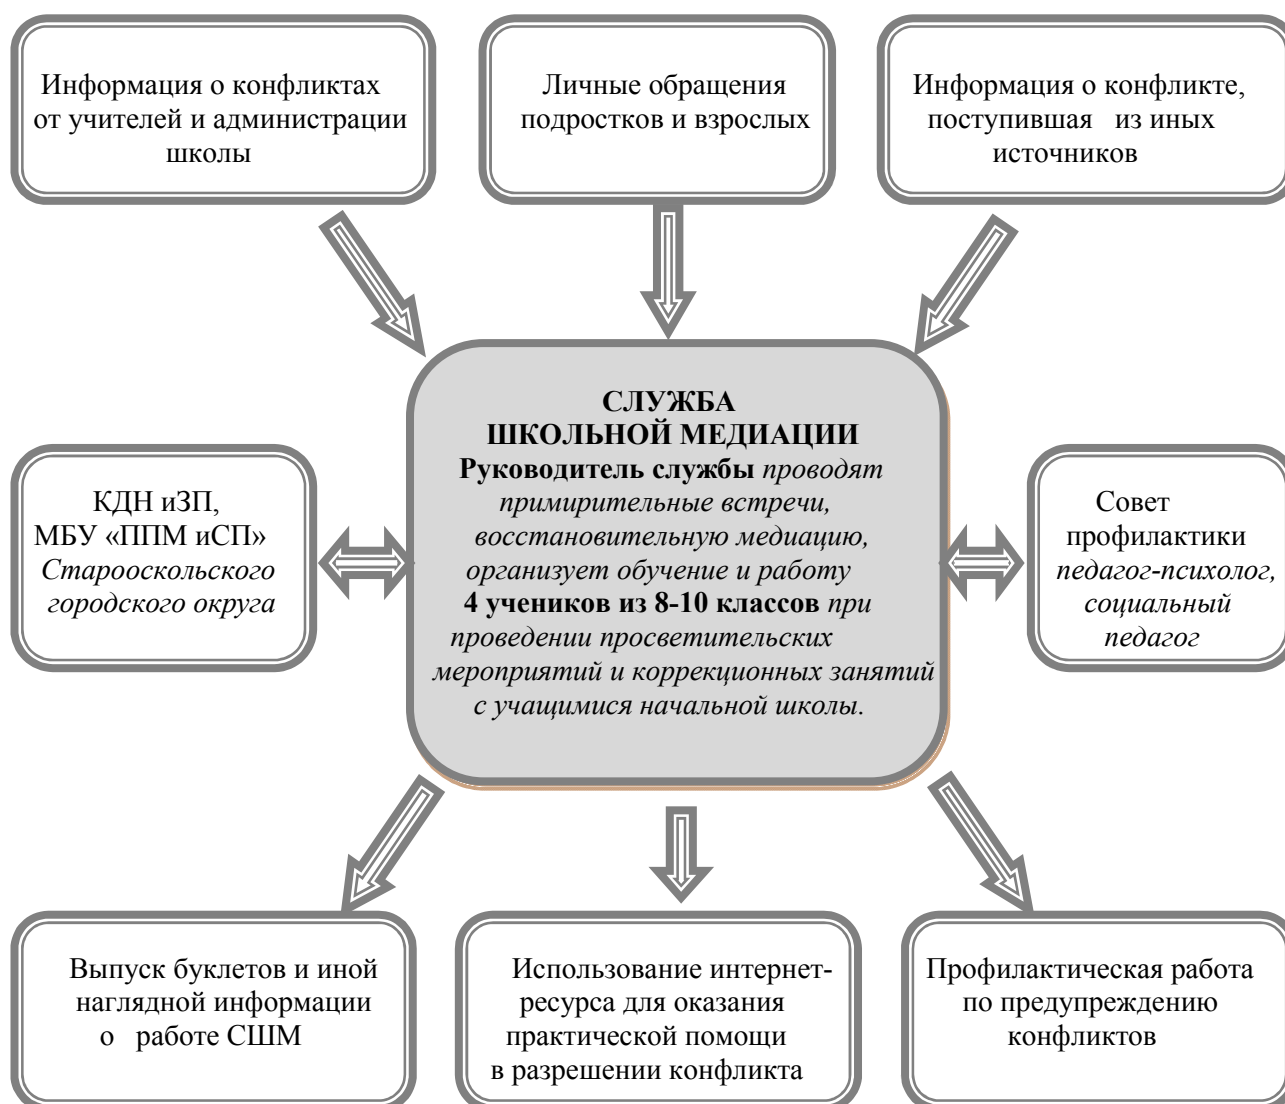 Информация о конфликтах
от учителей и администрации
школы
Личные обращения
подростков и взрослых
Информация о конфликте,
поступившая из иных
источников
СЛУЖБА
ШКОЛЬНОЙ МЕДИАЦИИ
Руководитель службы проводят
примирительные встречи,
восстановительную медиацию,
организует обучение и работу
4 учеников из 8-10 классов при
проведении просветительских
мероприятий и коррекционных занятий
с учащимися начальной школы.
КДН иЗП,
МБУ «ППМ иСП»
Старооскольского
городского округа
Совет
профилактики
педагог-психолог,
социальный
педагог
Выпуск буклетов и иной
наглядной информации
о работе СШМ
Использование интернет-
ресурса для оказания
практической помощи
в разрешении конфликта
Профилактическая работа
по предупреждению
конфликтов